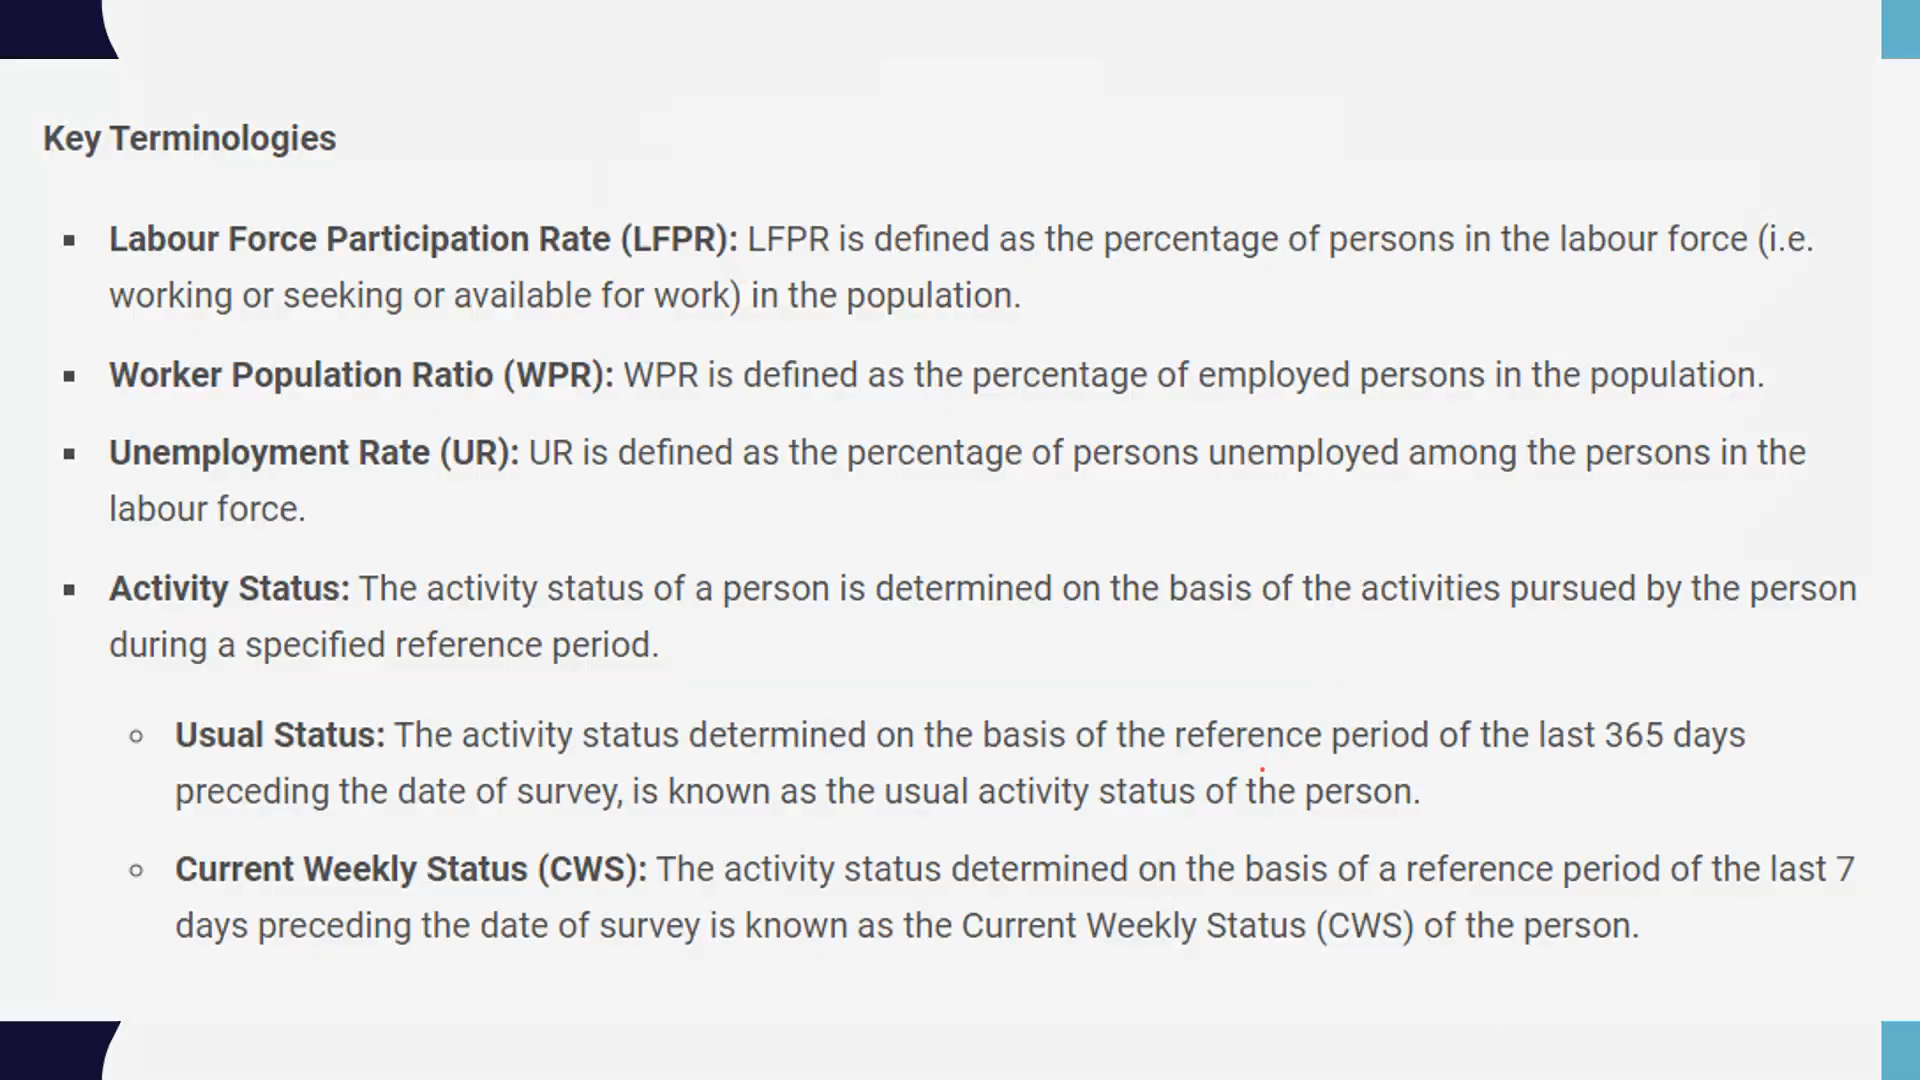 Key Terminologies
Labour Force Participation Rate (LFPR): LFPR is defined as the percentage of persons in the labour force (i.e.
working or seeking or available for work) in the population.
Worker Population Ratio (WPR): WPR is defined as the percentage of employed persons in the population.
Unemployment Rate (UR): UR is defined as the percentage of persons unemployed among the persons in the
labour force.
Activity Status: The activity status of a person is determined on the basis of the activities pursued by the person
during a specified reference period.
Usual Status: The activity status determined on the basis of the reference period of the last 365 days
preceding the date of survey, is known as the usual activity status of the person.
Current Weekly Status (CWS): The activity status determined on the basis of a reference period of the last 7
days preceding the date of survey is known as the Current Weekly Status (CWS) of the person.